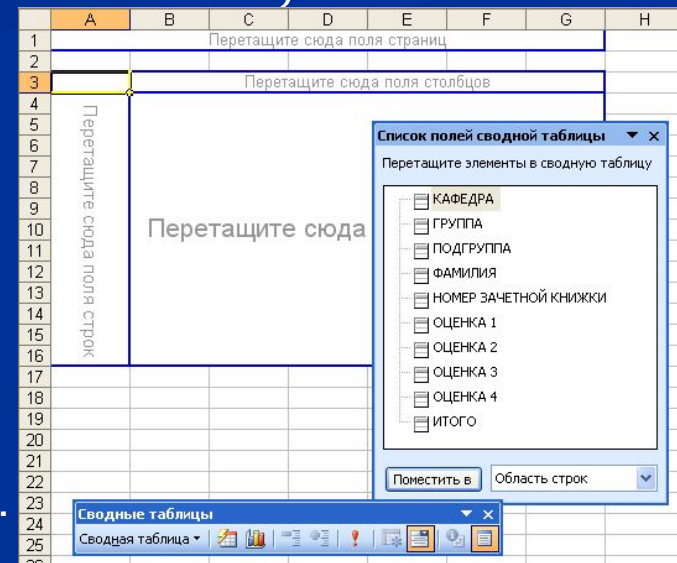 A B C D E F G H
1 Перетащите сюда поля страниц
2
3 Перетащите сюда поля столбцов
4
5
6
7
8
9
10
11
12
13
14
15
16
17
18
19
20
21
22
23
24
25
Перетащите сюда поля строк
Перетащите сюда
Список полей сводной таблицы
Перетащите элементы в сводную таблицу
КАФЕДРА
ГРУППА
ПОДГРУППА
ФАМИЛИЯ
НОМЕР ЗАЧЕТНОЙ КНИЖКИ
ОЦЕНКА 1
ОЦЕНКА 2
ОЦЕНКА 3
ОЦЕНКА 4
ИТОГО
Поместить в Область строк
Сводные таблицы
Сводная таблица